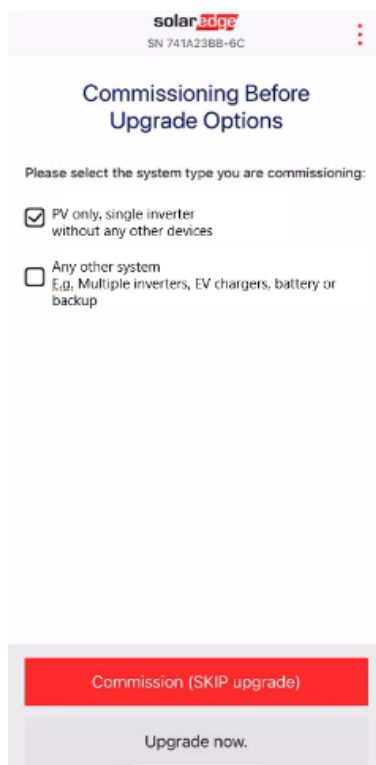 solaredge
SN 741A23BB-6C
Commissioning Before
Upgrade Options
Please select the system type you are commissioning:
PV only, single inverter
without any other devices
Any other system
E.g. Multiple inverters, EV chargers, battery or
backup
Commission (SKIP upgrade)
Upgrade now.